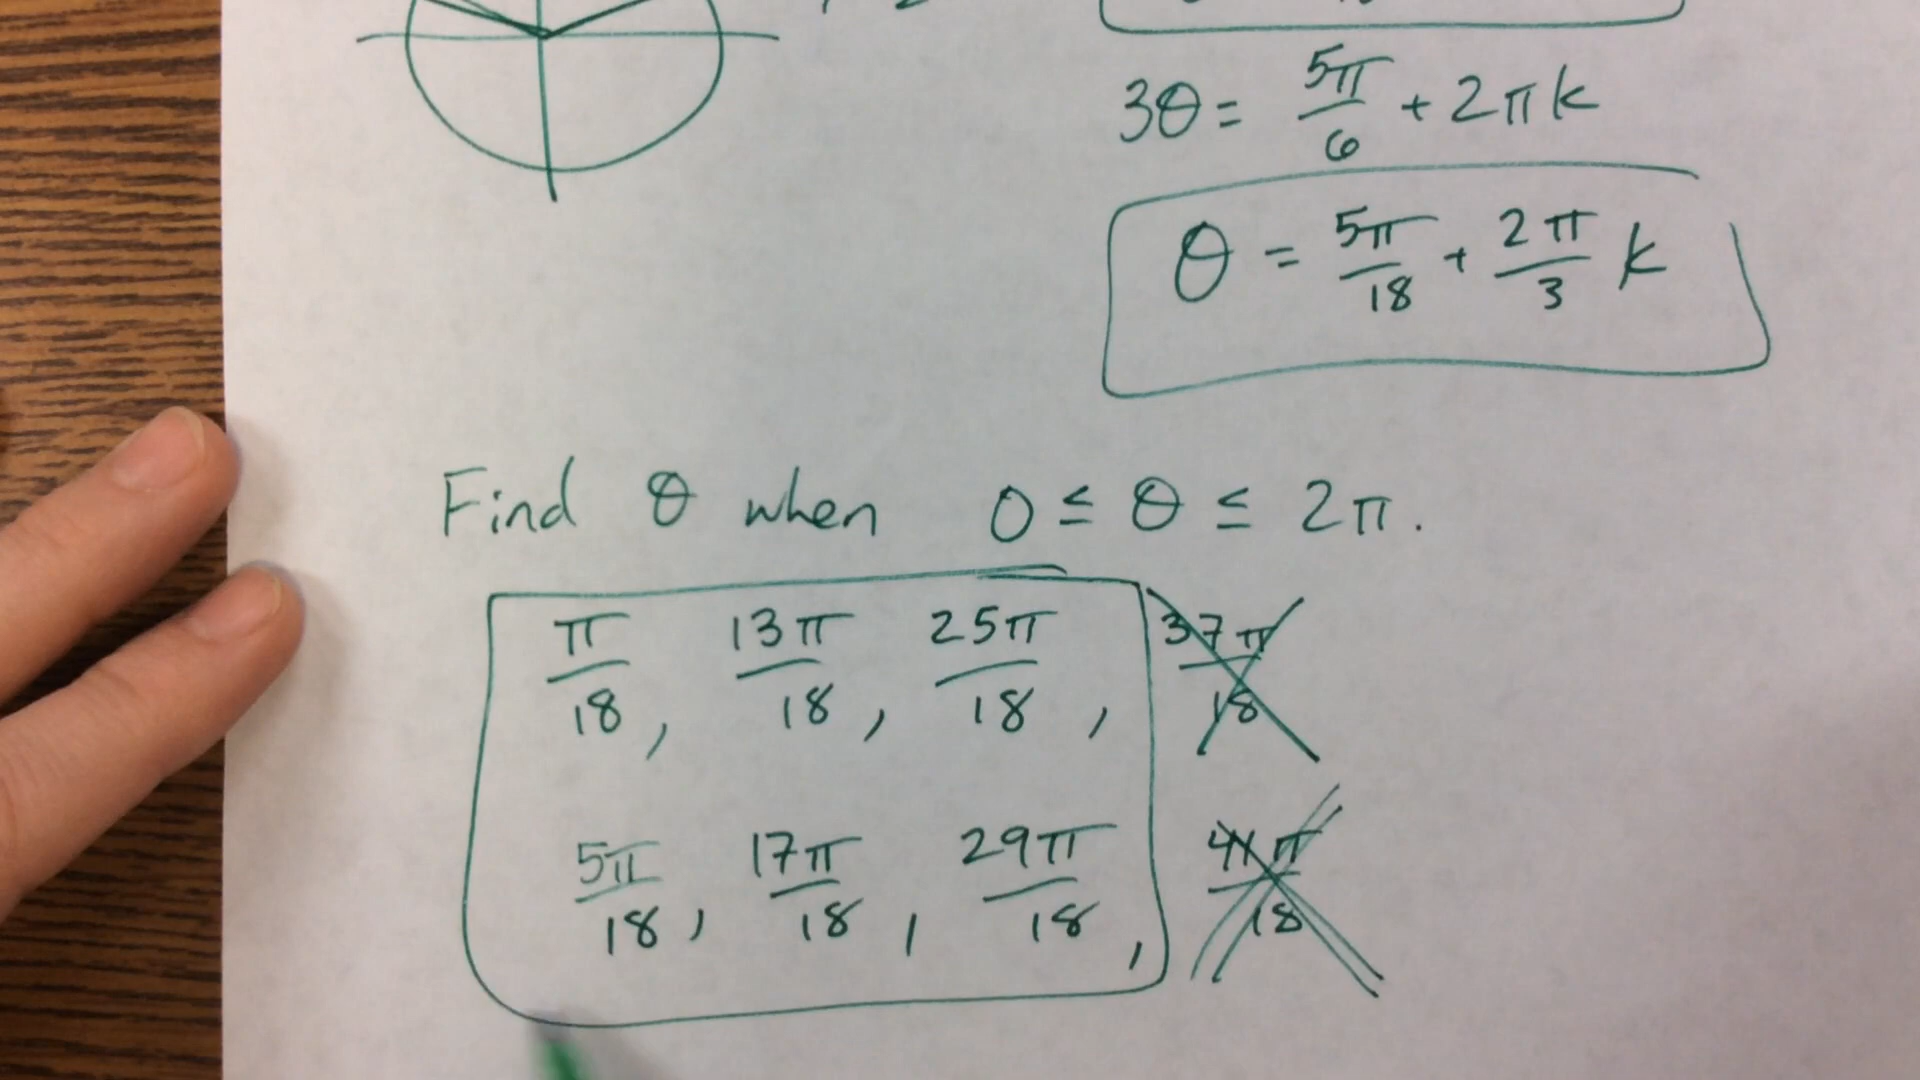 3θ = 5π/6 + 2πk
θ = 5π/18 + 2π/3 k
Find θ when 0 ≤ θ ≤ 2π.
π/18, 13π/18, 25π/18, 37π/18
5π/18, 17π/18, 29π/18, 41π/18